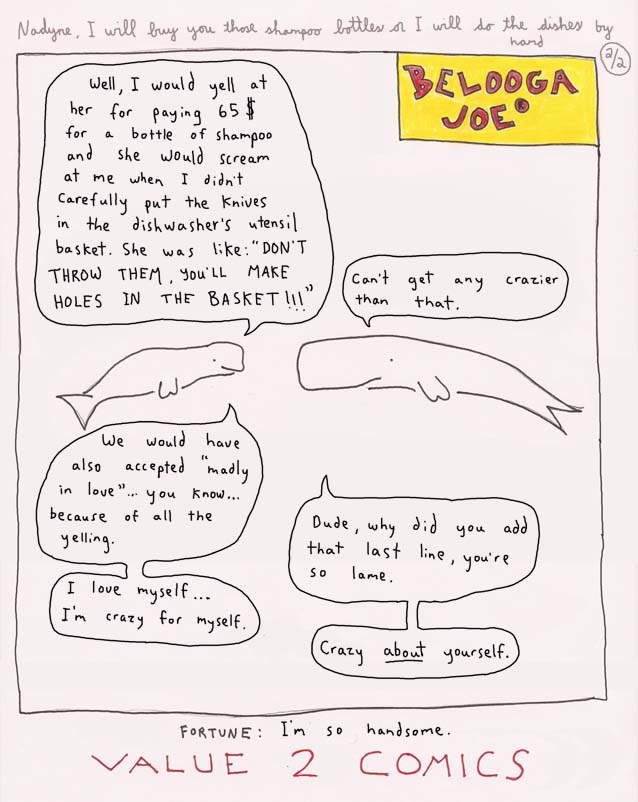 Nadyne, I will buy you those shampoo bottles or I will do the dishes by
hand
2/2
BELOOGA
JOE®
Well, I would yell at
her for paying 65 $
for a bottle of shampoo
and she would scream
at me when I didn't
carefully put the knives
in the dishwasher's utensil
basket. She was like: "DON'T
THROW THEM, YOU'LL MAKE
HOLES IN THE BASKET!!!"
Can't get any crazier
than that.
We would have
also accepted "madly
in love"... you know...
because of all the
yelling.
I love myself...
I'm crazy for myself.
Dude, why did you add
that last line, you're
so lame.
Crazy about yourself.
FORTUNE: I'm so handsome.
VALUE 2 COMICS